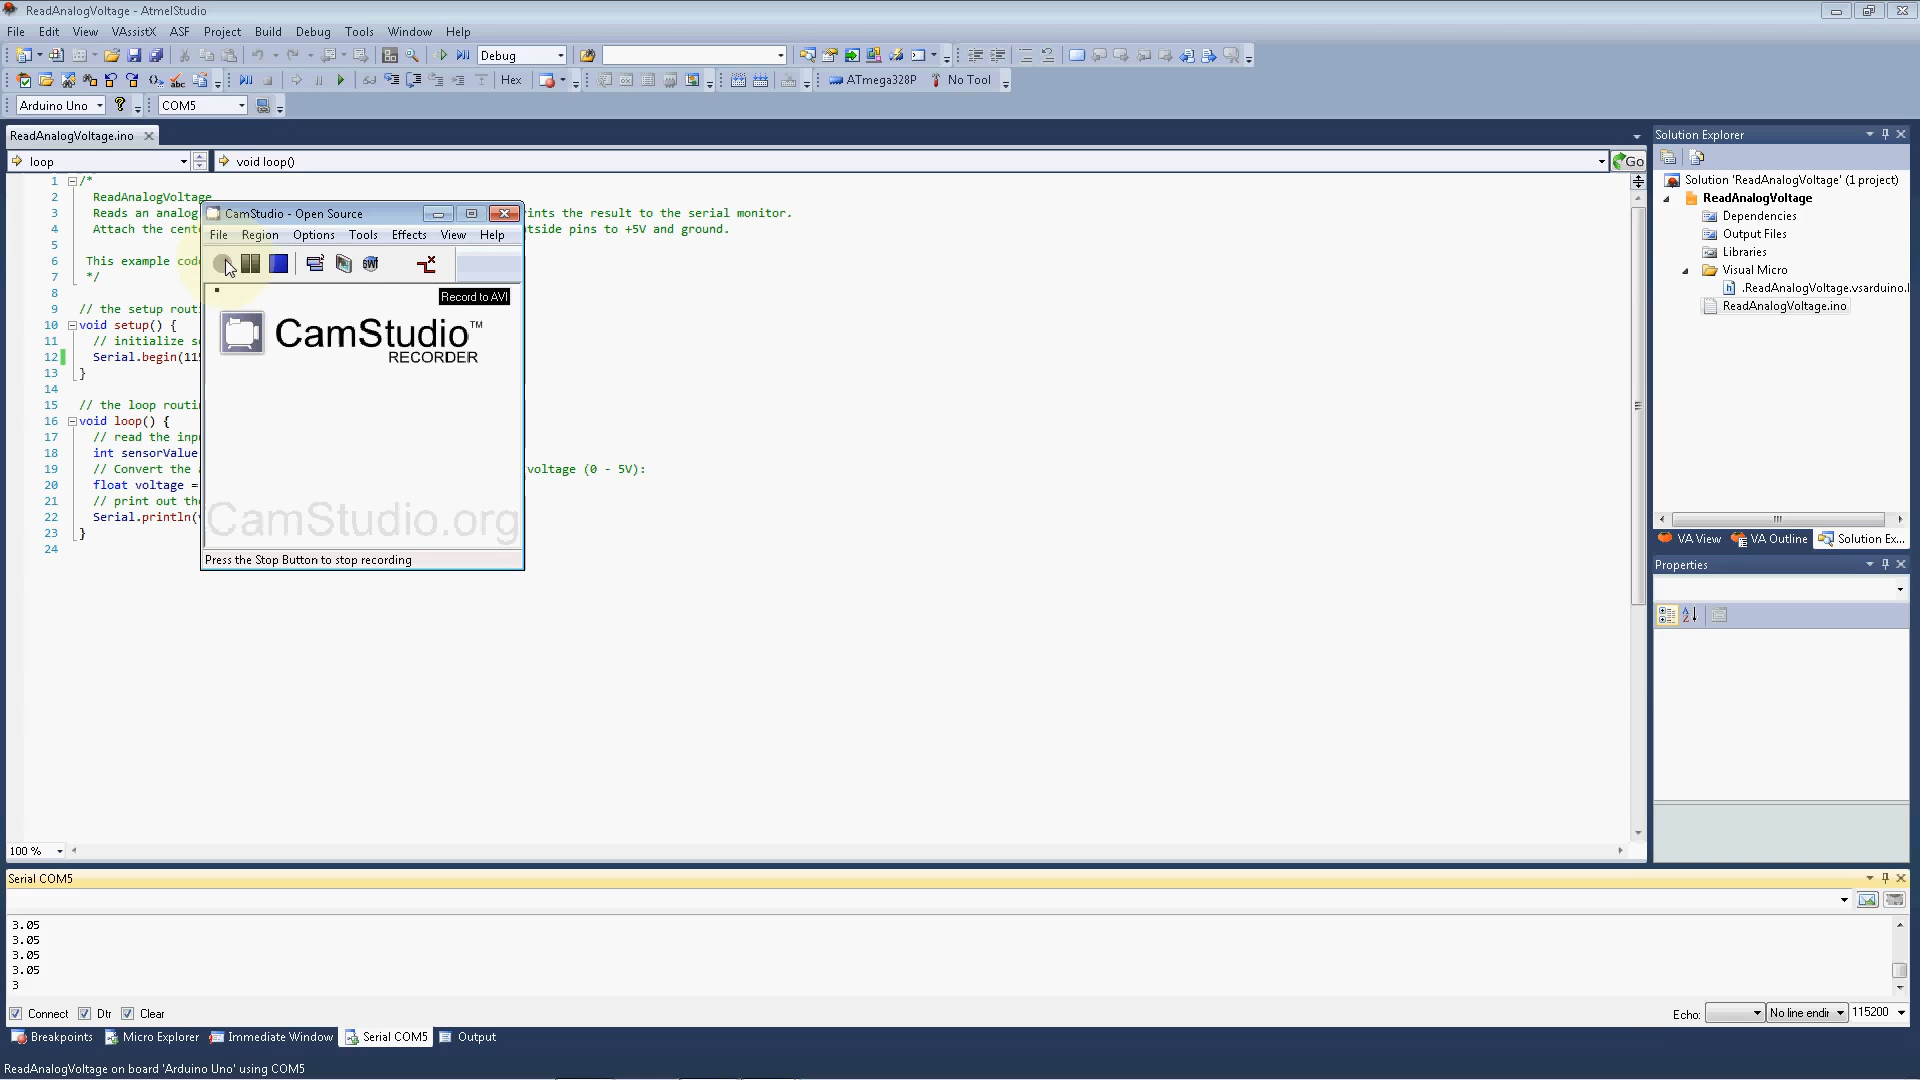 ReadAnalogVoltage - AtmelStudio
File Edit View VAssistX ASF Project Build Debug Tools Window Help
Debug
Hex ATmega328P No Tool
Arduino Uno COM5
ReadAnalogVoltage.ino
loop void loop() Go
1 /*
2 ReadAnalogVoltage
3 Reads an analog ints the result to the serial monitor.
4 Attach the cente tside pins to +5V and ground.
5
6 This example cod
7 */
8
9 // the setup routi
10 void setup() {
11 // initialize se
12 Serial.begin(115
13 }
14
15 // the loop routin
16 void loop() {
17 // read the inpu
18 int sensorValue
19 // Convert the a voltage (0 - 5V):
20 float voltage =
21 // print out the
22 Serial.println(v
23 }
24
CamStudio - Open Source
File Region Options Tools Effects View Help
SWF
Record to AVI
CamStudio™
RECORDER
CamStudio.org
Press the Stop Button to stop recording
100 %
Solution Explorer
Solution 'ReadAnalogVoltage' (1 project)
ReadAnalogVoltage
Dependencies
Output Files
Libraries
Visual Micro
.ReadAnalogVoltage.vsarduino.
ReadAnalogVoltage.ino
VA View VA Outline Solution Ex...
Properties
Serial COM5
3.05
3.05
3.05
3.05
3
Connect Dtr Clear
Echo: No line endir 115200
Breakpoints Micro Explorer Immediate Window Serial COM5 Output
ReadAnalogVoltage on board 'Arduino Uno' using COM5